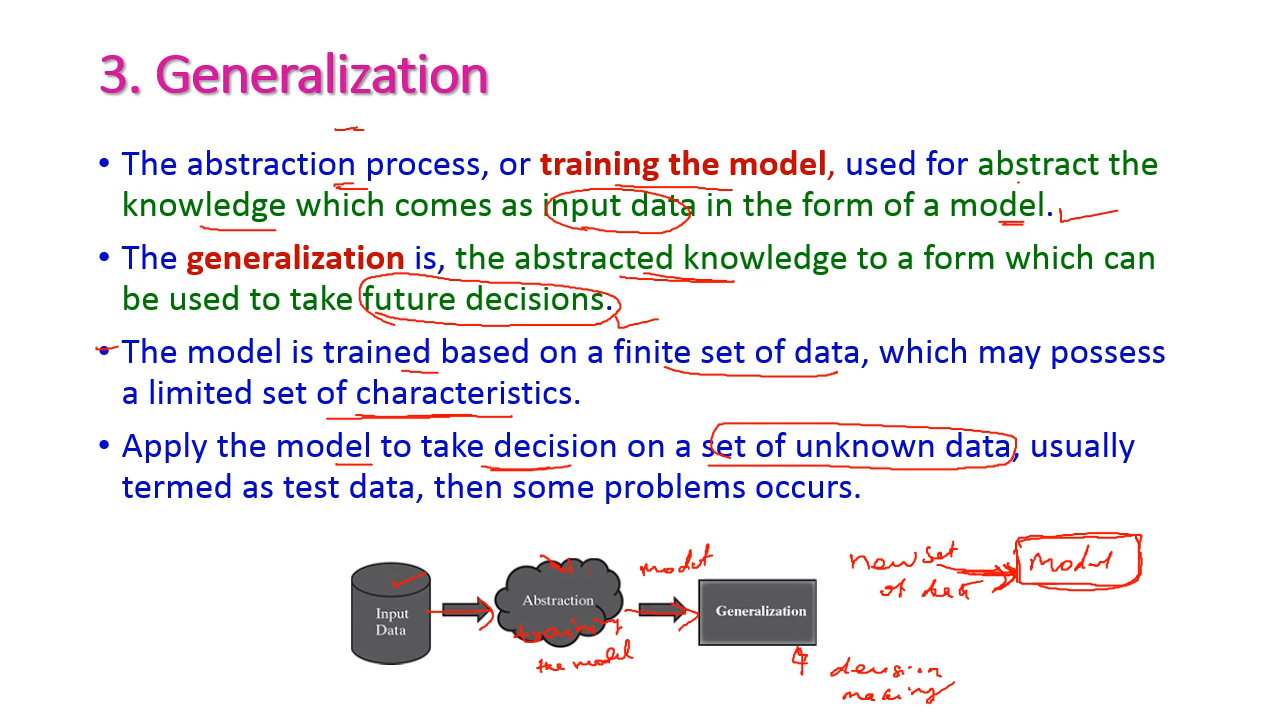 3. Generalization
• The abstraction process, or training the model, used for abstract the
knowledge which comes as input data in the form of a model.
• The generalization is, the abstracted knowledge to a form which can
be used to take future decisions.
• The model is trained based on a finite set of data, which may possess
a limited set of characteristics.
• Apply the model to take decision on a set of unknown data, usually
termed as test data, then some problems occurs.
Input
Data
Abstraction
training
the model
model
Generalization
decision
making
new set
of data
Model